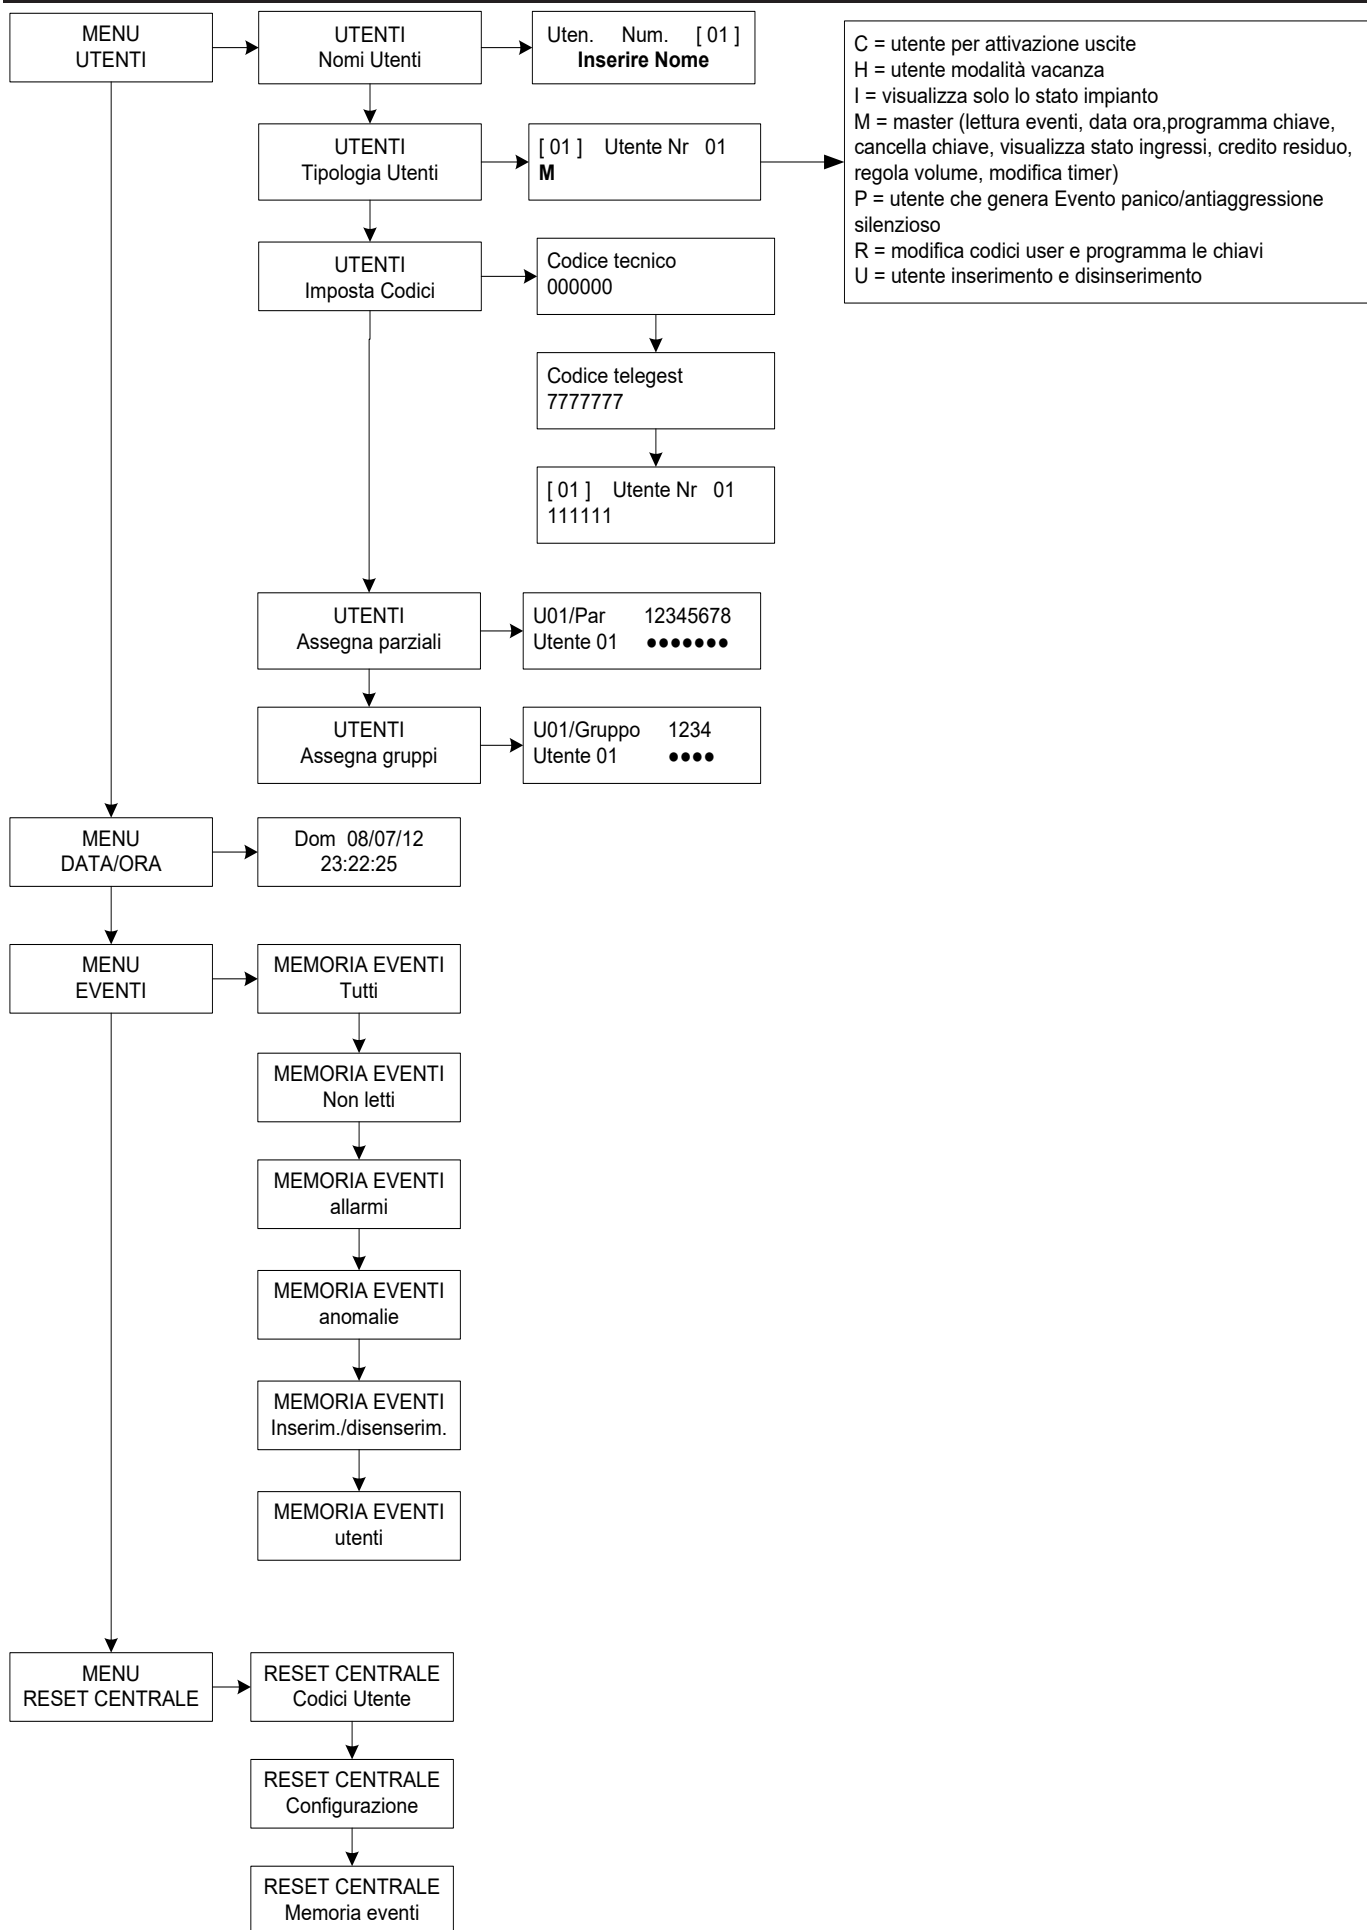 MENU
UTENTI
UTENTI
Nomi Utenti
Uten. Num. [ 01 ]
Inserire Nome
C = utente per attivazione uscite
H = utente modalità vacanza
I = visualizza solo lo stato impianto
M = master (lettura eventi, data ora,programma chiave,
cancella chiave, visualizza stato ingressi, credito residuo,
regola volume, modifica timer)
P = utente che genera Evento panico/antiaggressione
silenzioso
R = modifica codici user e programma le chiavi
U = utente inserimento e disinserimento
UTENTI
Tipologia Utenti
[ 01 ] Utente Nr 01
M
UTENTI
Imposta Codici
Codice tecnico
000000
Codice telegest
7777777
[ 01 ] Utente Nr 01
111111
UTENTI
Assegna parziali
U01/Par 12345678
Utente 01 ●●●●●●●
UTENTI
Assegna gruppi
U01/Gruppo 1234
Utente 01 ●●●●
MENU
DATA/ORA
Dom 08/07/12
23:22:25
MENU
EVENTI
MEMORIA EVENTI
Tutti
MEMORIA EVENTI
Non letti
MEMORIA EVENTI
allarmi
MEMORIA EVENTI
anomalie
MEMORIA EVENTI
Inserim./disenserim.
MEMORIA EVENTI
utenti
MENU
RESET CENTRALE
RESET CENTRALE
Codici Utente
RESET CENTRALE
Configurazione
RESET CENTRALE
Memoria eventi